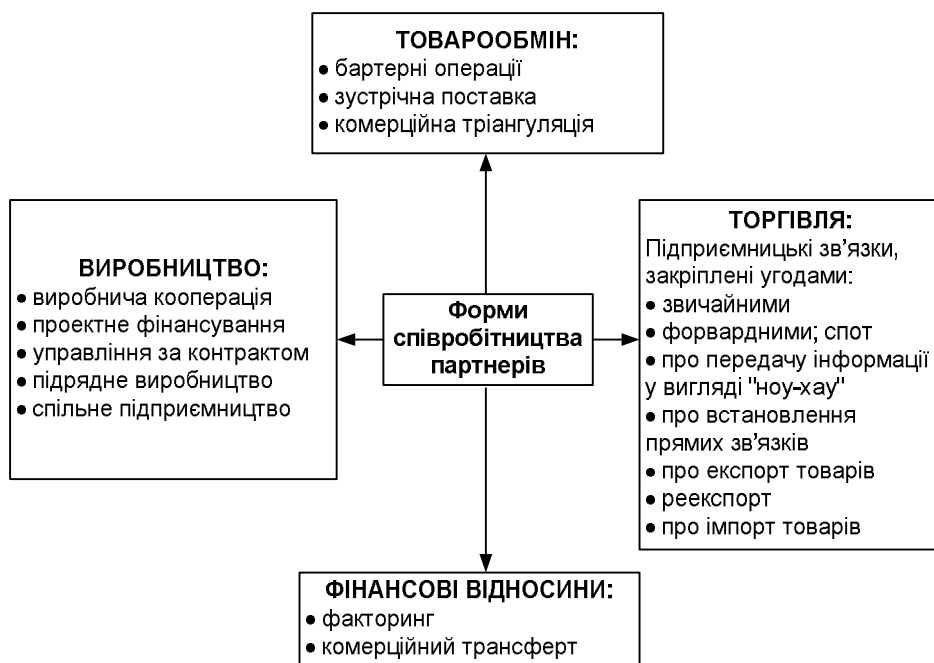 ТОВАРООБМІН:
• бартерні операції
• зустрічна поставка
• комерційна тріангуляція
ВИРОБНИЦТВО:
• виробнича кооперація
• проектне фінансування
• управління за контрактом
• підрядне виробництво
• спільне підприємництво
Форми
співробітництва
партнерів
ТОРГІВЛЯ:
Підприємницькі зв’язки,
закріплені угодами:
• звичайними
• форвардними; спот
• про передачу інформації
у вигляді "ноу-хау"
• про встановлення
прямих зв’язків
• про експорт товарів
• реекспорт
• про імпорт товарів
ФІНАНСОВІ ВІДНОСИНИ:
• факторинг
• комерційний трансферт